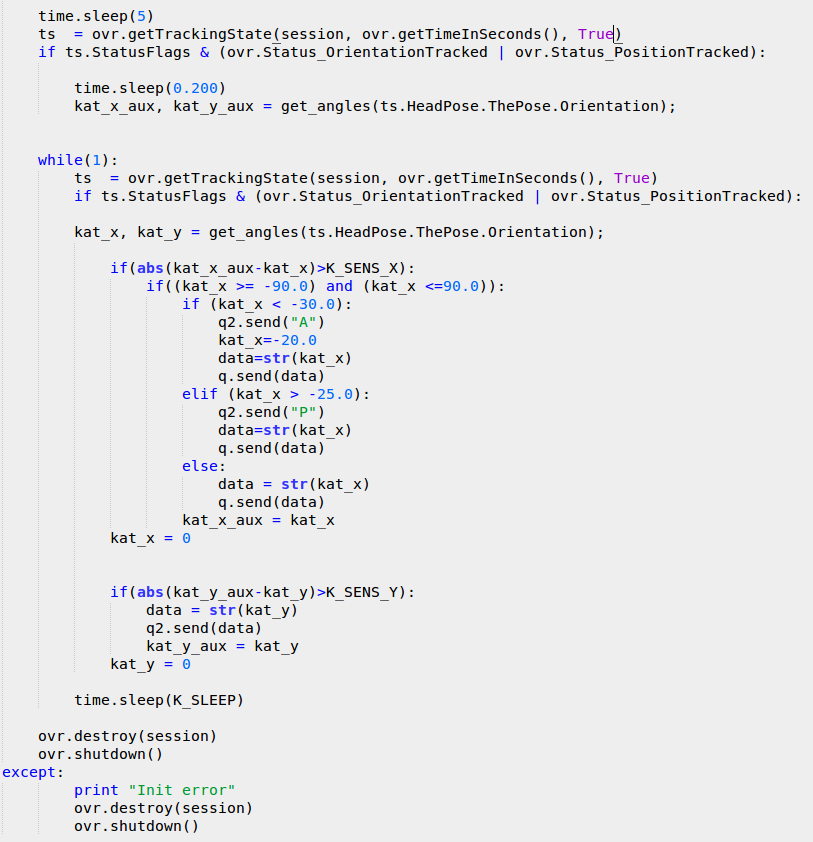 time.sleep(5)
    ts  = ovr.getTrackingState(session, ovr.getTimeInSeconds(), True)
    if ts.StatusFlags & (ovr.Status_OrientationTracked | ovr.Status_PositionTracked):
        time.sleep(0.200)
        kat_x_aux, kat_y_aux = get_angles(ts.HeadPose.ThePose.Orientation);
    while(1):
        ts  = ovr.getTrackingState(session, ovr.getTimeInSeconds(), True)
        if ts.StatusFlags & (ovr.Status_OrientationTracked | ovr.Status_PositionTracked):
        kat_x, kat_y = get_angles(ts.HeadPose.ThePose.Orientation);
            if(abs(kat_x_aux-kat_x)>K_SENS_X):
                if((kat_x >= -90.0) and (kat_x <=90.0)):
                    if (kat_x < -30.0):
                        q2.send("A")
                        kat_x=-20.0
                        data=str(kat_x)
                        q.send(data)
                    elif (kat_x > -25.0):
                        q2.send("P")
                        data=str(kat_x)
                        q.send(data)
                    else:
                        data = str(kat_x)
                        q.send(data)
                    kat_x_aux = kat_x
            kat_x = 0
            if(abs(kat_y_aux-kat_y)>K_SENS_Y):
                data = str(kat_y)
                q2.send(data)
                kat_y_aux = kat_y
            kat_y = 0
        time.sleep(K_SLEEP)
    ovr.destroy(session)
    ovr.shutdown()
except:
        print "Init error"
        ovr.destroy(session)
        ovr.shutdown()